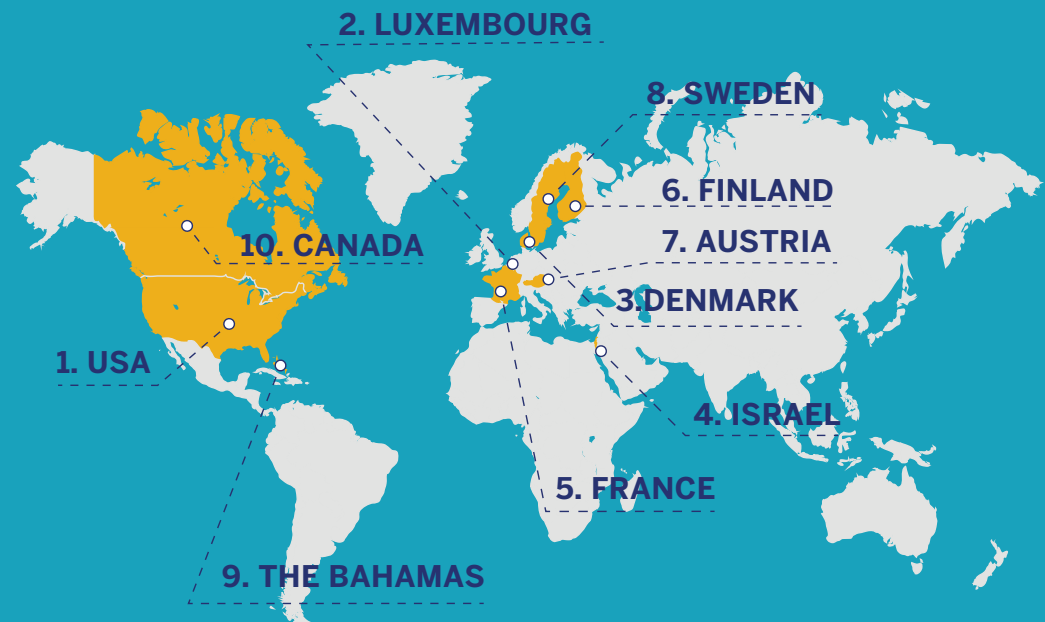 2. LUXEMBOURG
8. SWEDEN
6. FINLAND
7. AUSTRIA
10. CANADA
3.DENMARK
1. USA
4. ISRAEL
5. FRANCE
9. THE BAHAMAS